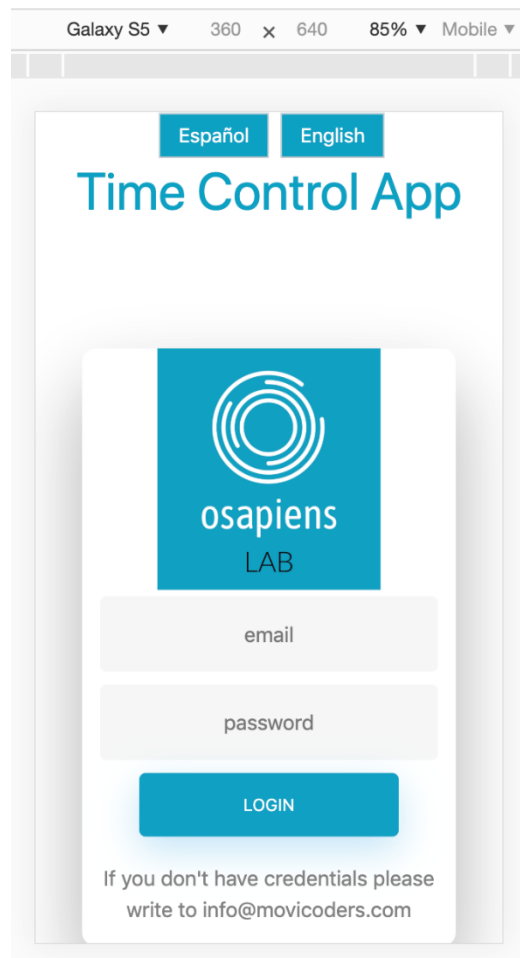 Galaxy S5 ▼ 360 × 640 85% ▼ Mobile ▼
Español English
Time Control App
osapiens
LAB
email
password
LOGIN
If you don't have credentials please
write to info@movicoders.com